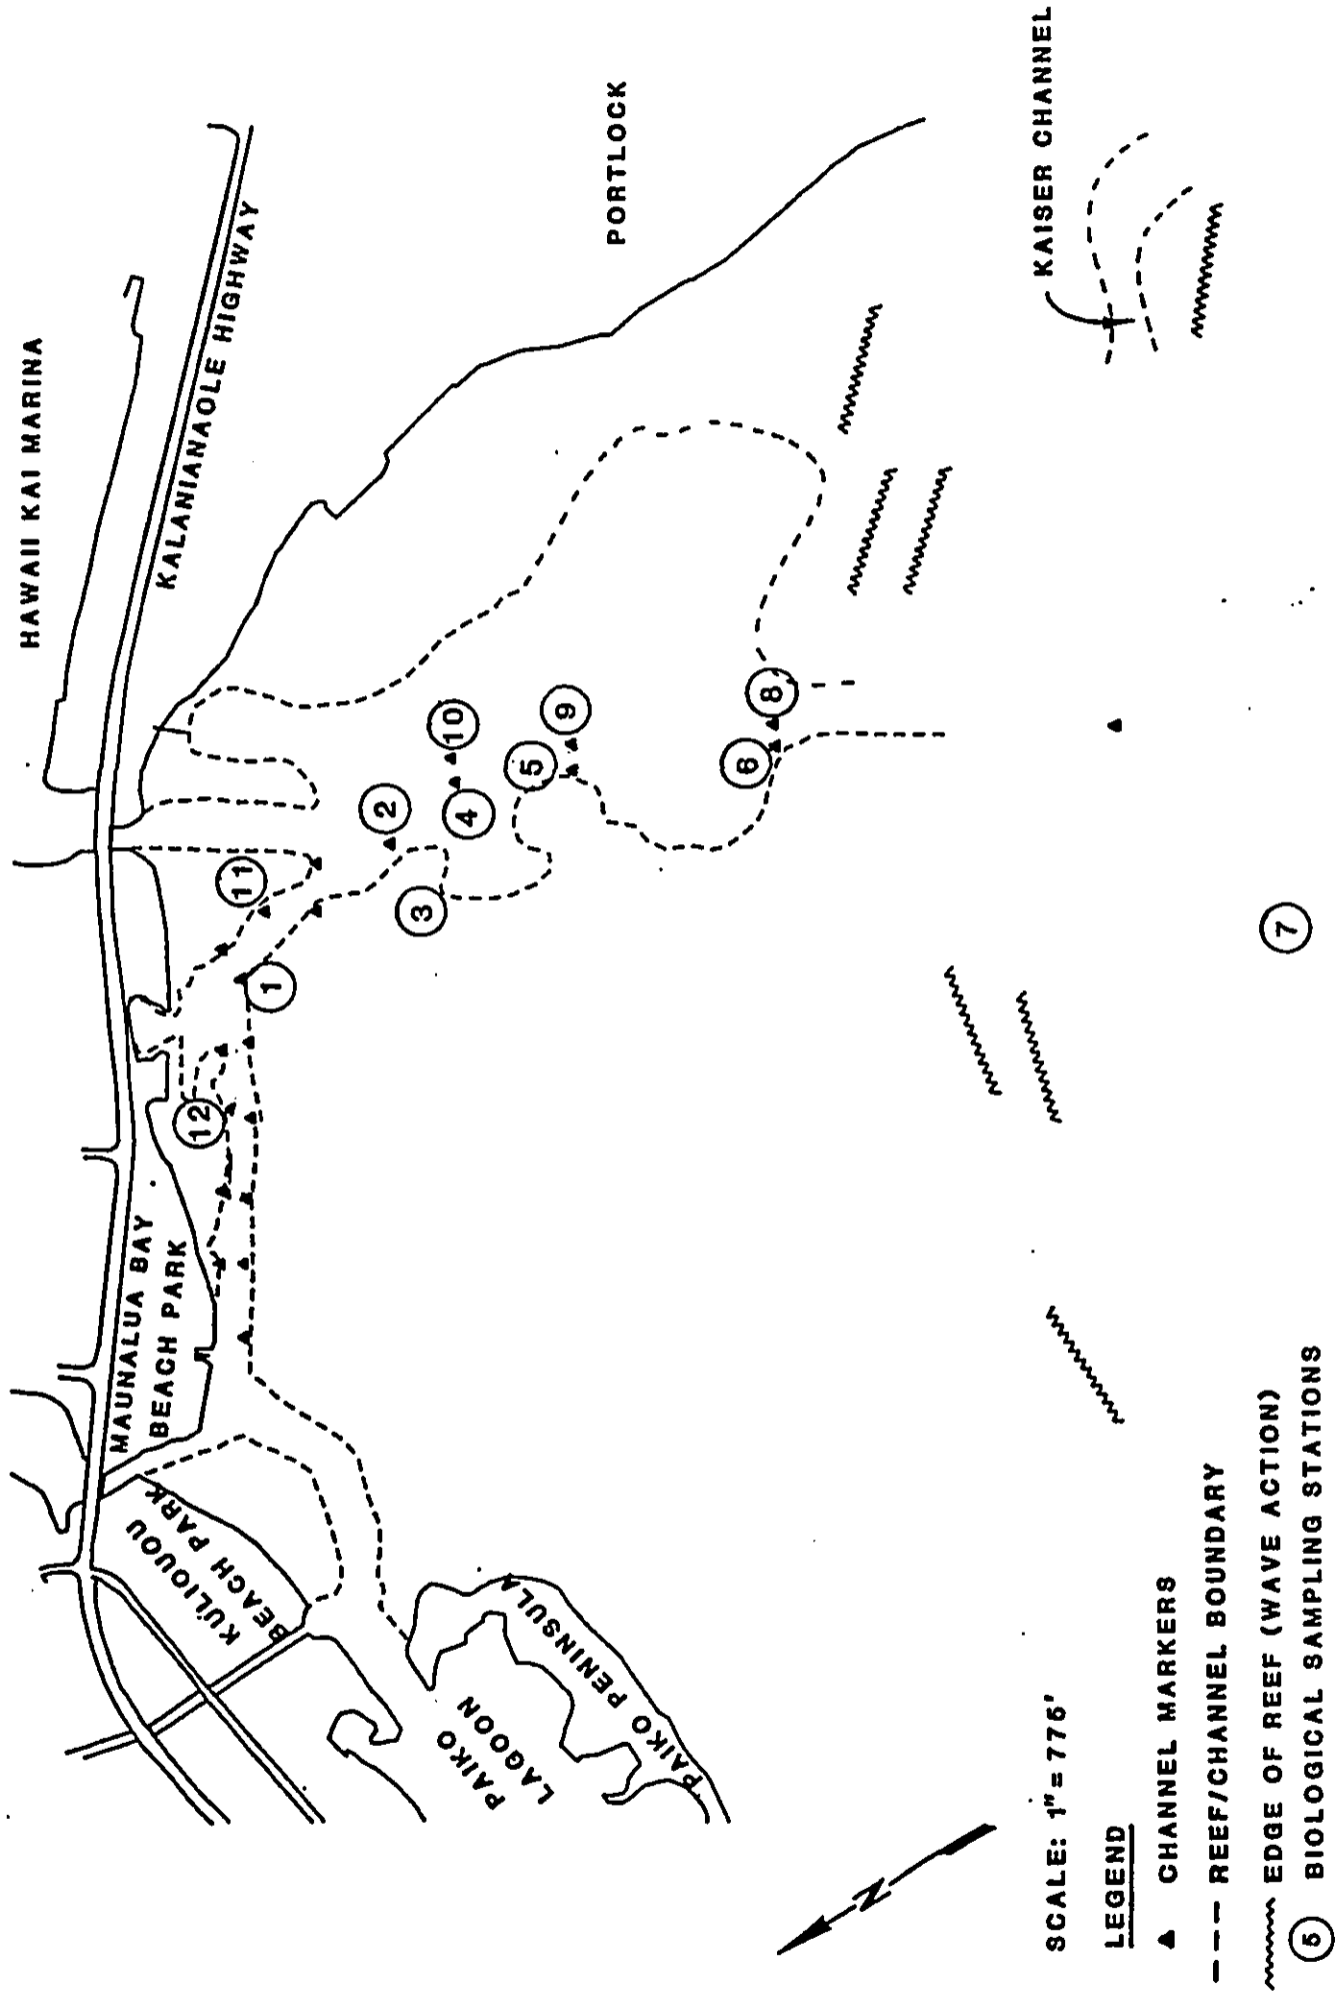 HAWAII KAI MARINA
KALANIANAOLE HIGHWAY
PORTLOCK
KAISER CHANNEL
MAUNALUA BAY
BEACH PARK
KULIOUOU
BEACH PARK
PAIKO
LAGOON
PAIKO PENINSULA
1
2
3
4
5
6
7
8
9
10
11
12
N
SCALE: 1"=775'
LEGEND
CHANNEL MARKERS
REEF/CHANNEL BOUNDARY
EDGE OF REEF (WAVE ACTION)
5 BIOLOGICAL SAMPLING STATIONS